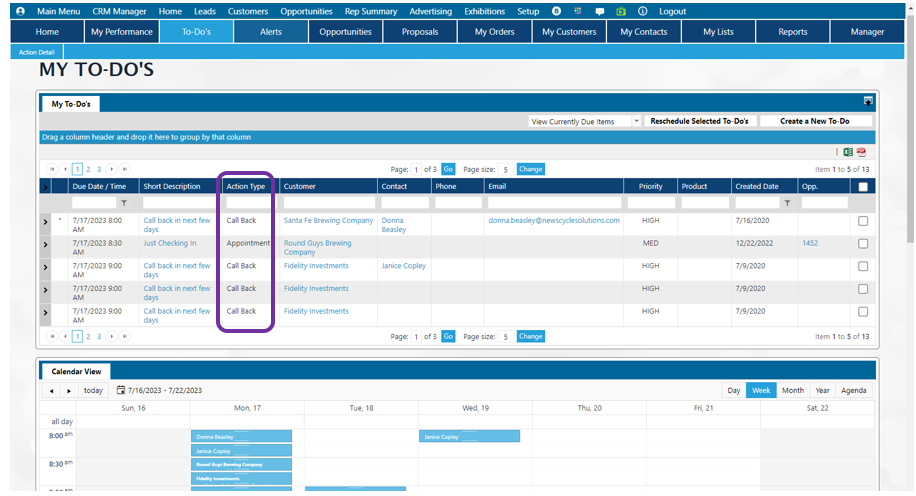 Main Menu CRM Manager Home Leads Customers Opportunities Rep Summary Advertising Exhibitions Setup Logout
Home My Performance To-Do's Alerts Opportunities Proposals My Orders My Customers My Contacts My Lists Reports Manager
Action Detail
MY TO-DO'S
My To-Do's
View Currently Due Items Reschedule Selected To-Do's Create a New To-Do
Drag a column header and drop it here to group by that column
1 2 3 Page: 1 of 3 Go Page size: 5 Change Item 1 to 5 of 13
Due Date / Time Short Description Action Type Customer Contact Phone Email Priority Product Created Date Opp.
* 7/17/2023 8:00 Call back in next few Call Back Santa Fe Brewing Company Donna donna.beasley@newscyclesolutions.com HIGH 7/16/2020
AM days Beasley
7/17/2023 8:30 Just Checking In Appointment Round Guys Brewing MED 12/22/2022 1452
AM Company
7/17/2023 9:00 Call back in next few Call Back Fidelity Investments Janice Copley HIGH 7/9/2020
AM days
7/17/2023 9:00 Call back in next few Call Back Fidelity Investments HIGH 7/9/2020
AM days
7/17/2023 9:00 Call back in next few Call Back Fidelity Investments HIGH 7/9/2020
AM days
1 2 3 Page: 1 of 3 Go Page size: 5 Change Item 1 to 5 of 13
Calendar View
today 7/16/2023 - 7/22/2023 Day Week Month Year Agenda
Sun, 16 Mon, 17 Tue, 18 Wed, 19 Thu, 20 Fri, 21 Sat, 22
all day
8:00 am Donna Beasley Janice Copley
Janice Copley
8:30 am Round Guys Brewing Company
Fidelity Investments